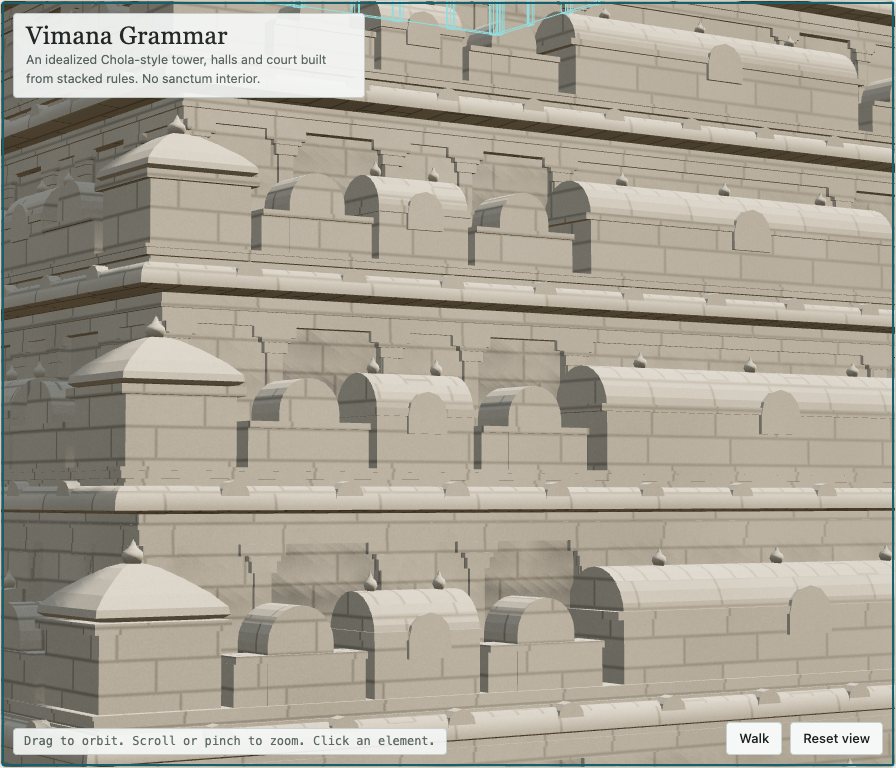 Vimana Grammar
An idealized Chola-style tower, halls and court built
from stacked rules. No sanctum interior.
Drag to orbit. Scroll or pinch to zoom. Click an element.
Walk
Reset view